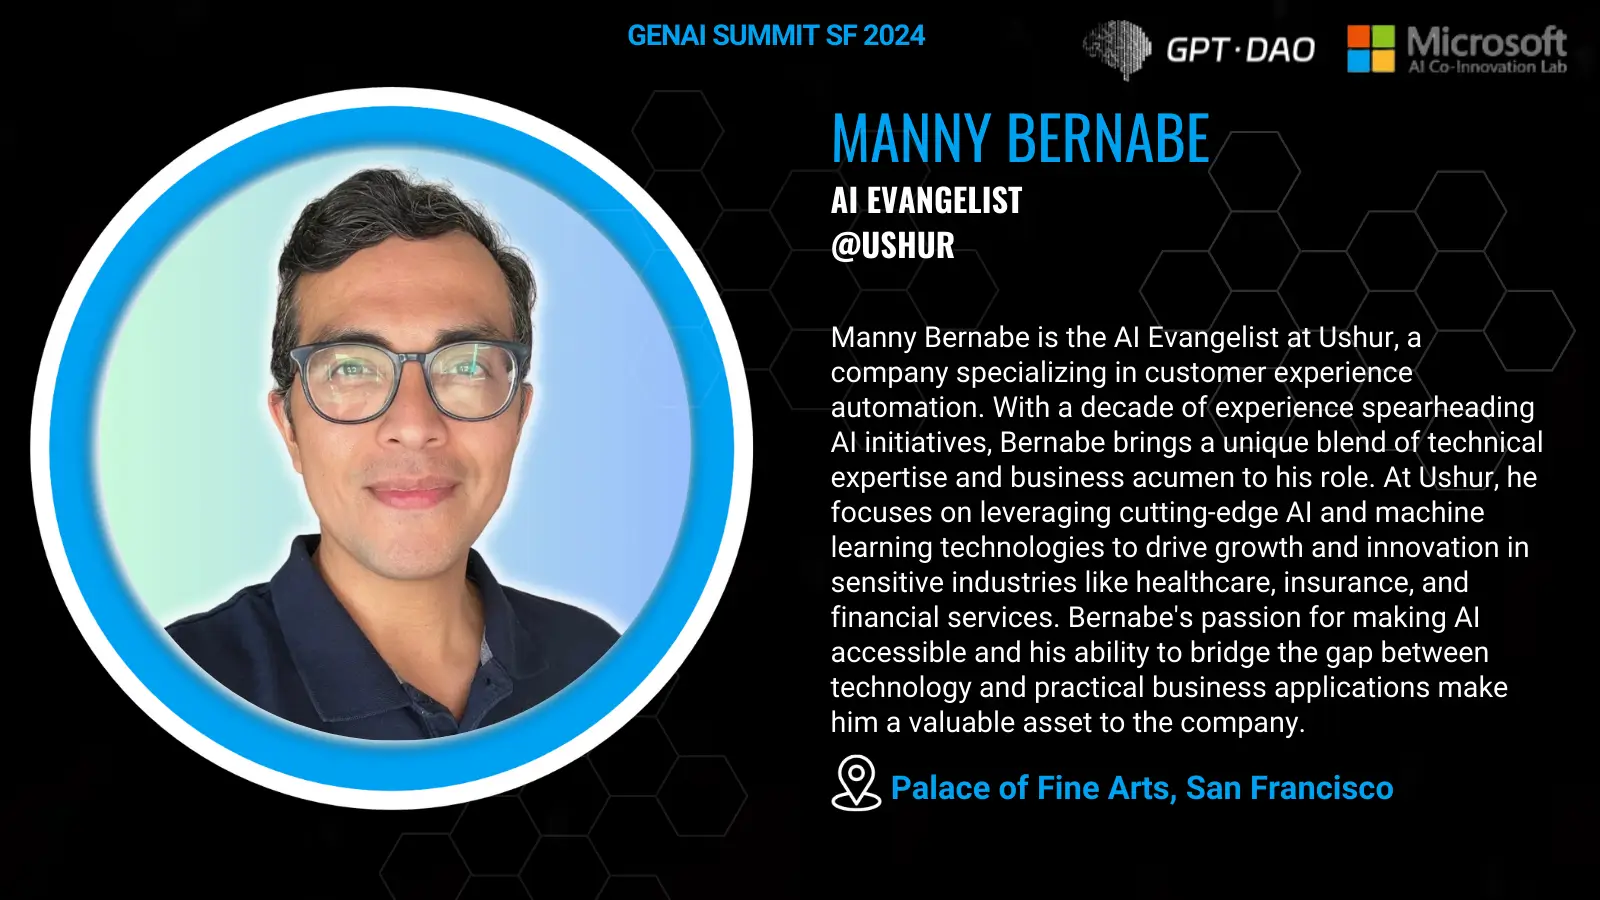 GENAI SUMMIT SF 2024
GPT·DAO
Microsoft
AI Co-Innovation Lab
MANNY BERNABE
AI EVANGELIST
@USHUR
Manny Bernabe is the AI Evangelist at Ushur, a
company specializing in customer experience
automation. With a decade of experience spearheading
AI initiatives, Bernabe brings a unique blend of technical
expertise and business acumen to his role. At Ushur, he
focuses on leveraging cutting-edge AI and machine
learning technologies to drive growth and innovation in
sensitive industries like healthcare, insurance, and
financial services. Bernabe's passion for making AI
accessible and his ability to bridge the gap between
technology and practical business applications make
him a valuable asset to the company.
Palace of Fine Arts, San Francisco